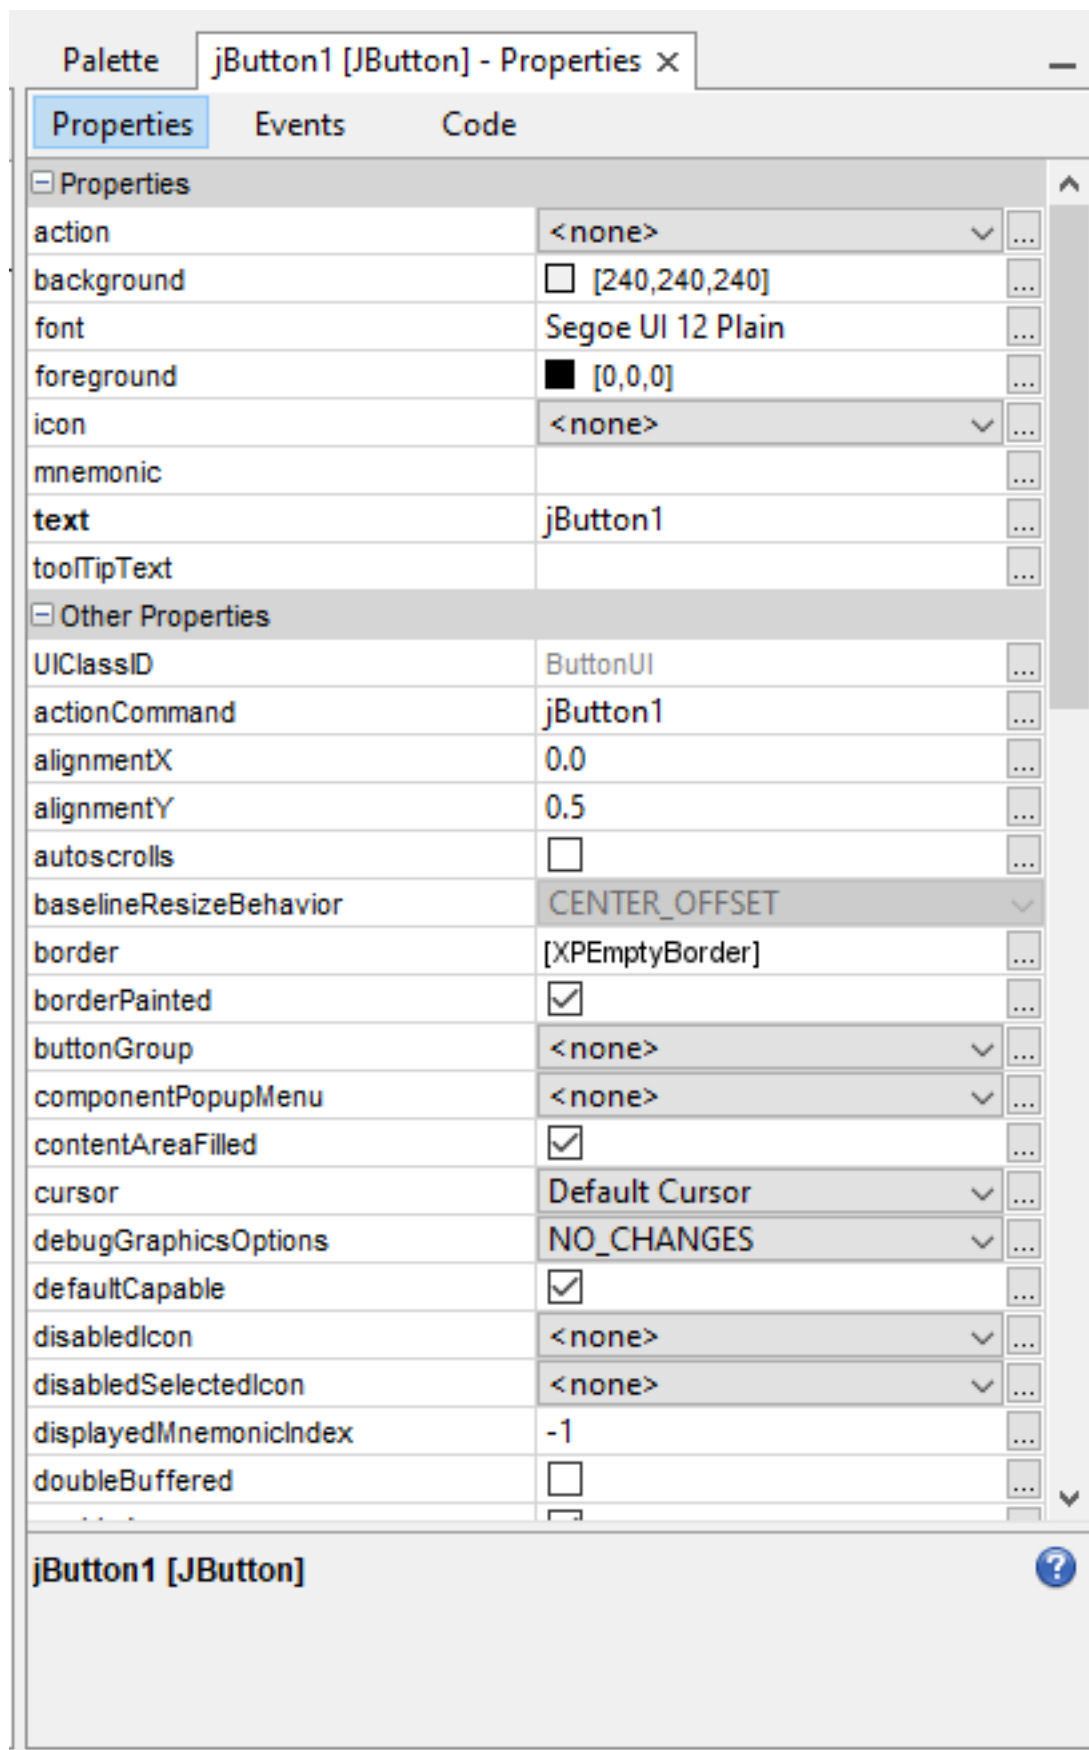 Palette jButton1 [JButton] - Properties ×
Properties Events Code
Properties
action <none> ...
background [240,240,240] ...
font Segoe UI 12 Plain ...
foreground [0,0,0] ...
icon <none> ...
mnemonic ...
text jButton1 ...
toolTipText ...
Other Properties
UIClassID ButtonUI ...
actionCommand jButton1 ...
alignmentX 0.0 ...
alignmentY 0.5 ...
autoscrolls ...
baselineResizeBehavior CENTER_OFFSET
border [XPEmptyBorder] ...
borderPainted ...
buttonGroup <none> ...
componentPopupMenu <none> ...
contentAreaFilled ...
cursor Default Cursor ...
debugGraphicsOptions NO_CHANGES ...
defaultCapable ...
disabledIcon <none> ...
disabledSelectedIcon <none> ...
displayedMnemonicIndex -1 ...
doubleBuffered ...
jButton1 [JButton] ?